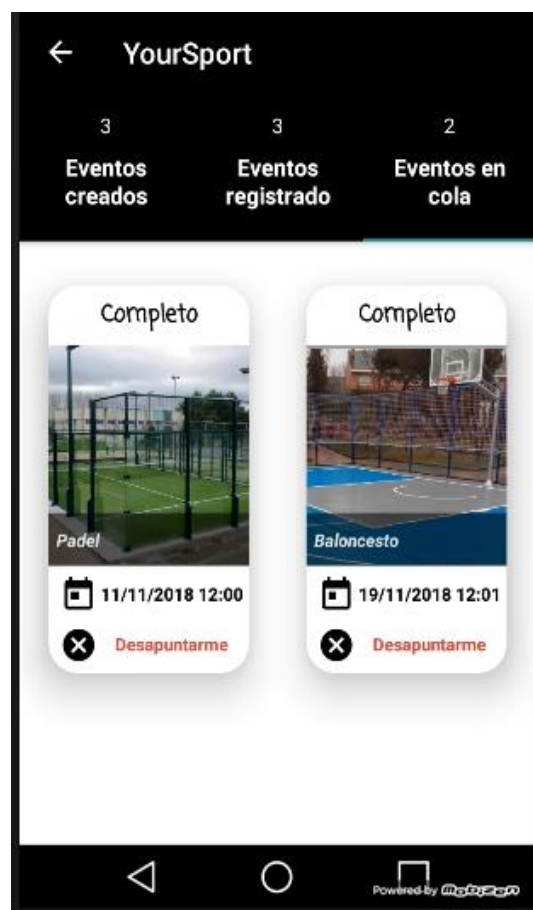 YourSport
3
Eventos
creados
3
Eventos
registrado
2
Eventos en
cola
Completo
Padel
11/11/2018 12:00
Desapuntarme
Completo
Baloncesto
19/11/2018 12:01
Desapuntarme
Powered by Mobizen